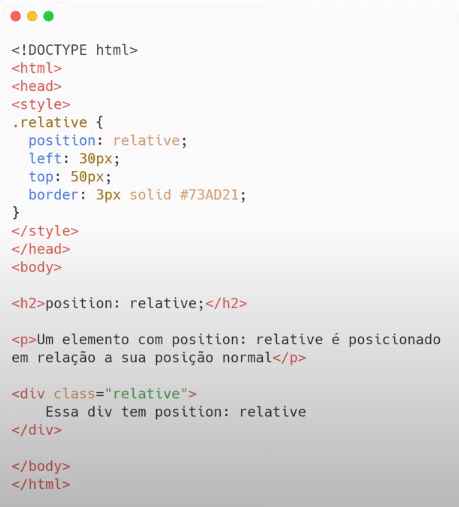 <!DOCTYPE html>
<html>
<head>
<style>
.relative {
  position: relative;
  left: 30px;
  top: 50px;
  border: 3px solid #73AD21;
}
</style>
</head>
<body>

<h2>position: relative;</h2>

<p>Um elemento com position: relative é posicionado
em relação a sua posição normal</p>

<div class="relative">
    Essa div tem position: relative
</div>

</body>
</html>